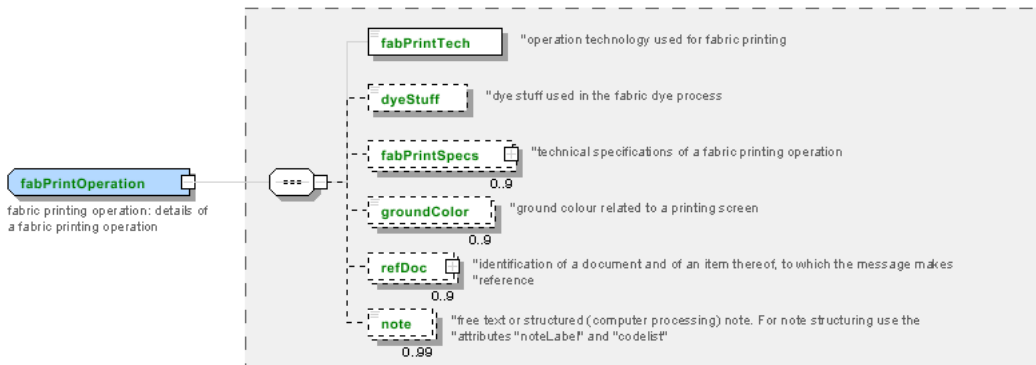 fabPrintTech
"operation technology used for fabric printing
dyeStuff
"dye stuff used in the fabric dye process
fabPrintSpecs
"technical specifications of a fabric printing operation
0..9
fabPrintOperation
fabric printing operation: details of
a fabric printing operation
groundColor
"ground colour related to a printing screen
0..9
refDoc
"identification of a document and of an item thereof, to which the message makes
"reference
0..9
note
"free text or structured (computer processing) note. For note structuring use the
"attributes "noteLabel" and "codelist"
0..99